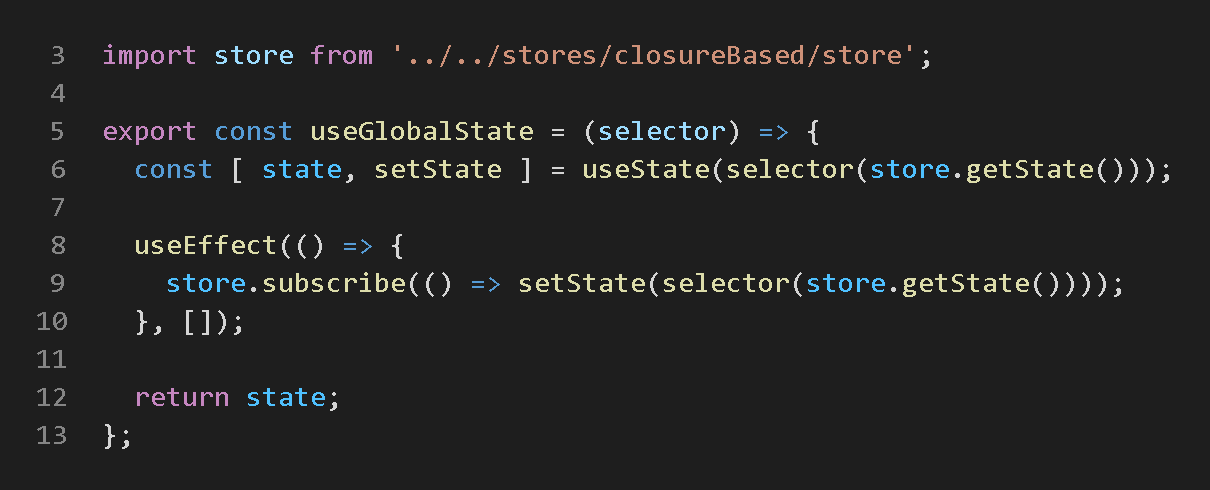 3 import store from '../../stores/closureBased/store';
4
5 export const useGlobalState = (selector) => {
6   const [ state, setState ] = useState(selector(store.getState()));
7
8   useEffect(() => {
9     store.subscribe(() => setState(selector(store.getState())));
10   }, []);
11
12   return state;
13 };